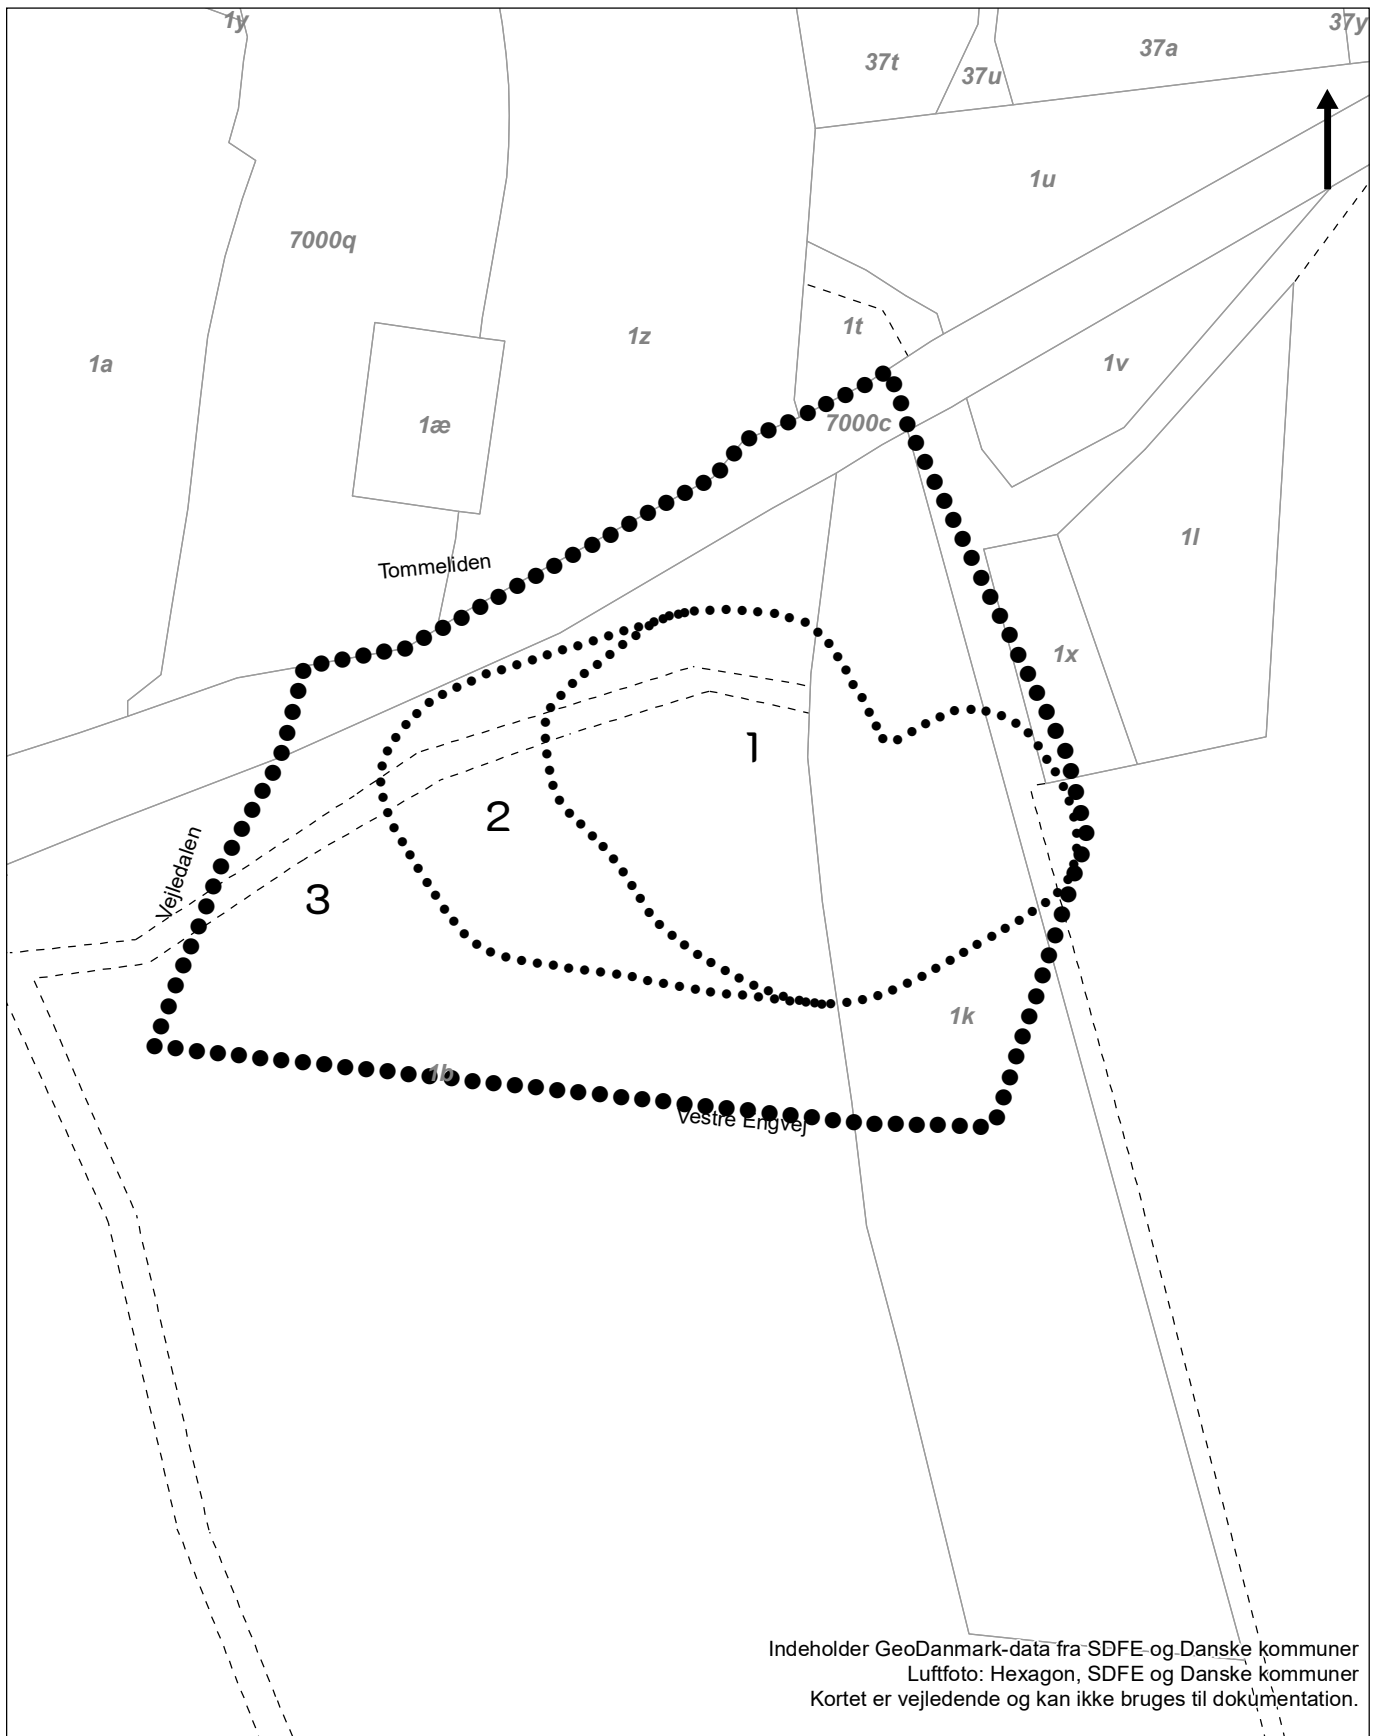 1y
37y
37t
37u
37a
1u
7000q
1z
1t
1a
1v
1æ
7000c
1l
Tommeliden
1x
1
2
Vejledalen
3
1k
1b
Vestre Engvej
Indeholder GeoDanmark-data fra SDFE og Danske kommuner
Luftfoto: Hexagon, SDFE og Danske kommuner
Kortet er vejledende og kan ikke bruges til dokumentation.